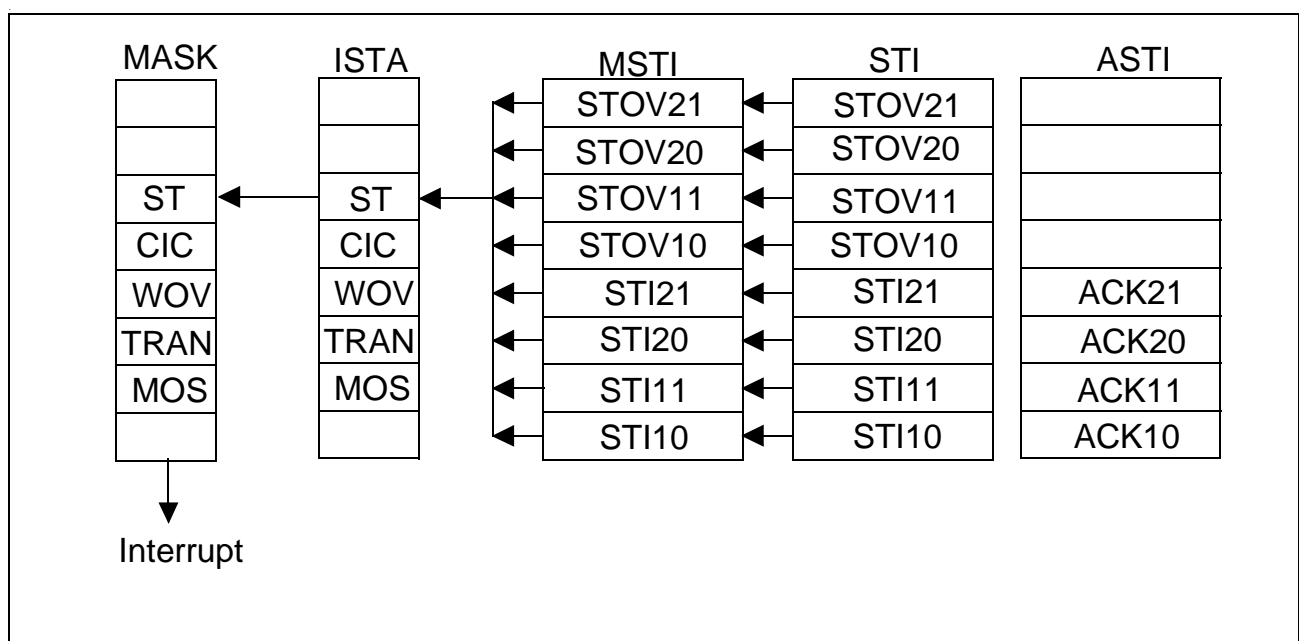 MASK ISTA MSTI STI ASTI
STOV21 STOV21
STOV20 STOV20
ST ST STOV11 STOV11
CIC CIC STOV10 STOV10
WOV WOV STI21 STI21 ACK21
TRAN TRAN STI20 STI20 ACK20
MOS MOS STI11 STI11 ACK11
STI10 STI10 ACK10
Interrupt